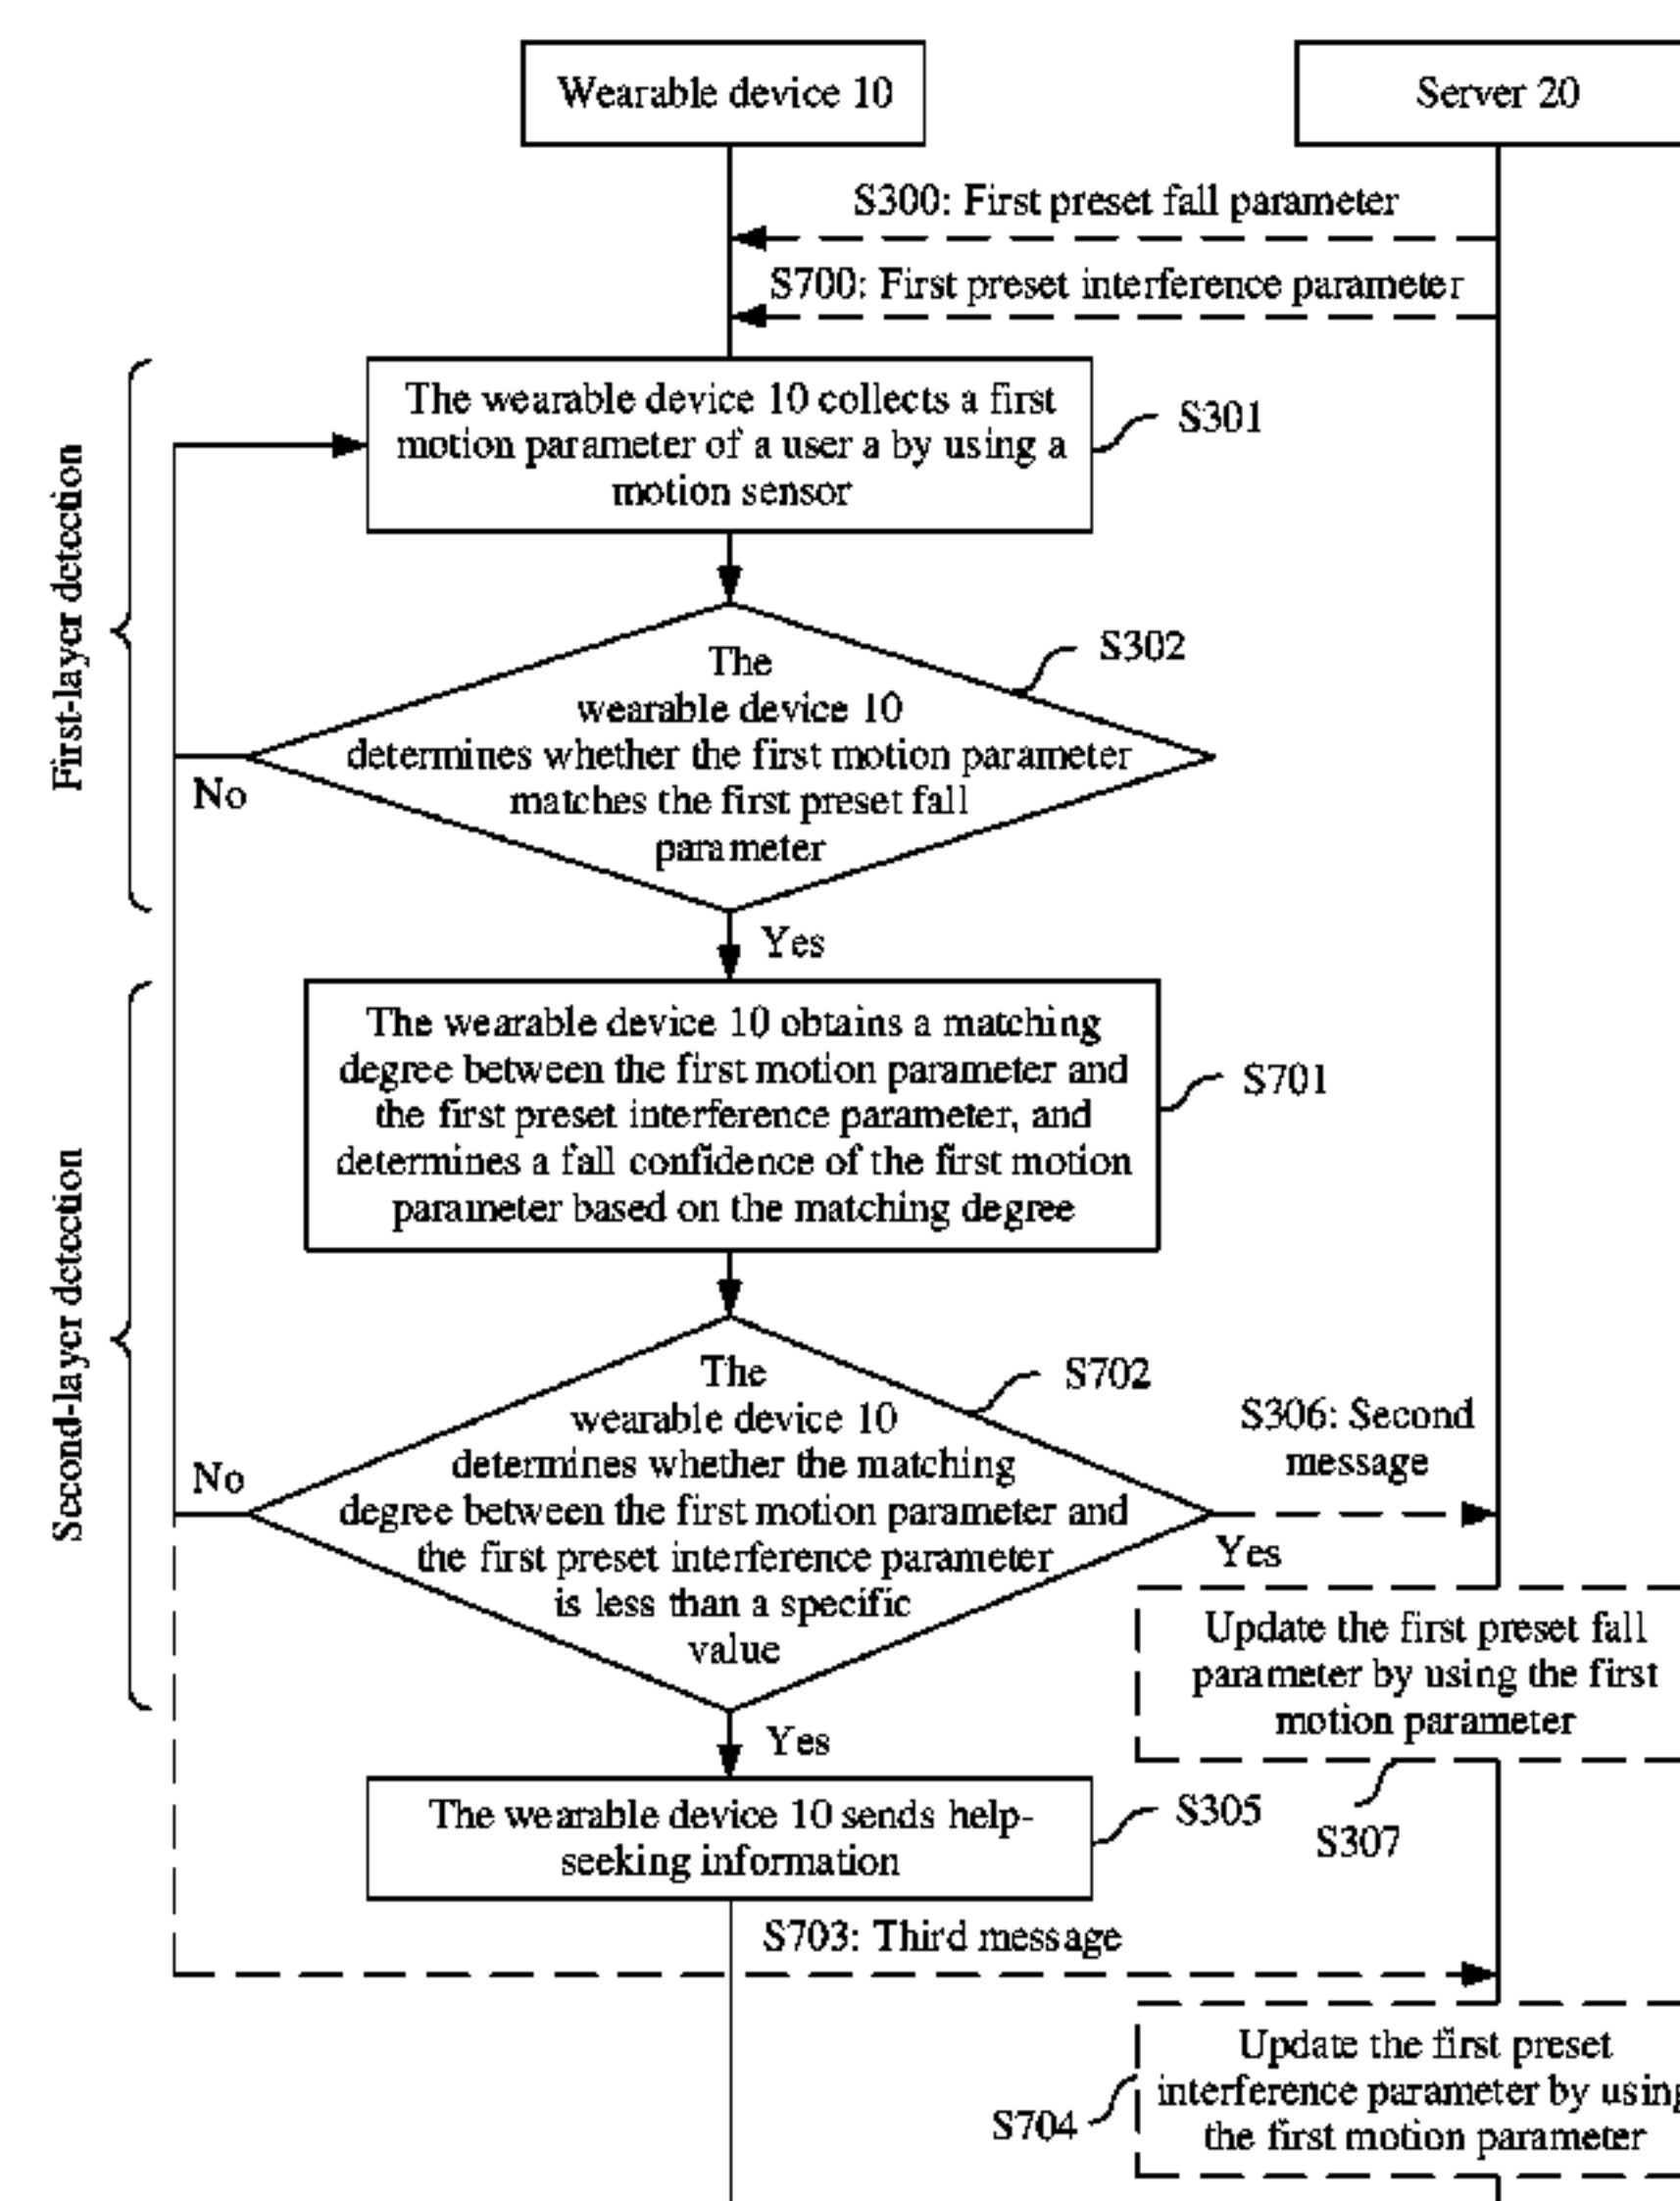 Wearable device 10
Server 20
S300: First preset fall parameter
S700: First preset interference parameter
First-layer detection
The wearable device 10 collects a first
motion parameter of a user a by using a
motion sensor
S301
S302
The
wearable device 10
determines whether the first motion parameter
matches the first preset fall
parameter
No
Yes
Second-layer detection
The wearable device 10 obtains a matching
degree between the first motion parameter and
the first preset interference parameter, and
determines a fall confidence of the first motion
parameter based on the matching degree
S701
S702
The
wearable device 10
determines whether the matching
degree between the first motion parameter and
the first preset interference parameter
is less than a specific
value
No
S306: Second
message
Yes
Update the first preset fall
parameter by using the first
motion parameter
S307
Yes
The wearable device 10 sends help-
seeking information
S305
S703: Third message
Update the first preset
interference parameter by using
the first motion parameter
S704